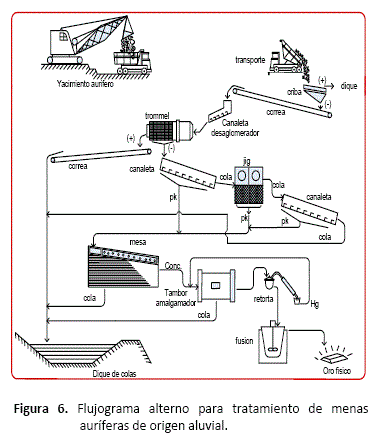 Yacimiento aurífero
transporte
(+)
criba
dique
(-)
correa
Canaleta
desaglomerador
trommel
(+)
(-)
correa
canaleta
cola
jig
cola
canaleta
pk
pk
pk
cola
mesa
Conc
cola
Tambor
amalgamador
cola
retorta
Hg
fusion
Dique de colas
Oro fisico
Figura 6. Flujograma alterno para tratamiento de menas
auríferas de origen aluvial.